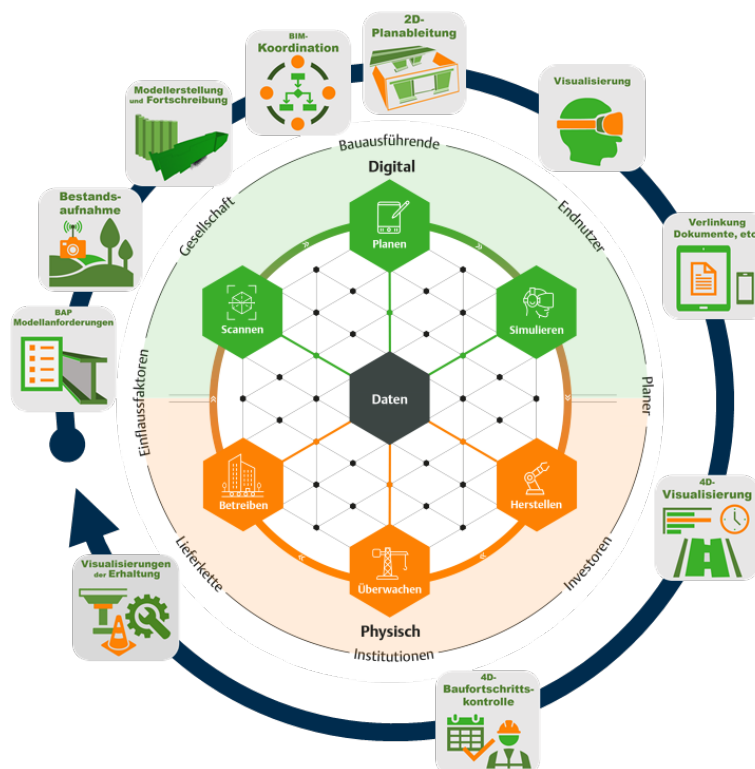 2D-
Planableitung
BIM-
Koordination
Modellerstellung
und Fortschreibung
Visualisierung
Bestands-
aufnahme
Verlinkung
Dokumente, etc
BAP
Modellanforderungen
4D-
Visualisierung
Visualisierungen
der Erhaltung
4D-
Baufortschritts-
kontrolle
Bauausführende
Gesellschaft
Endnutzer
Einflaussfaktoren
Planer
Lieferkette
Investoren
Institutionen
Digital
Planen
Scannen
Simulieren
Daten
Betreiben
Herstellen
Überwachen
Physisch